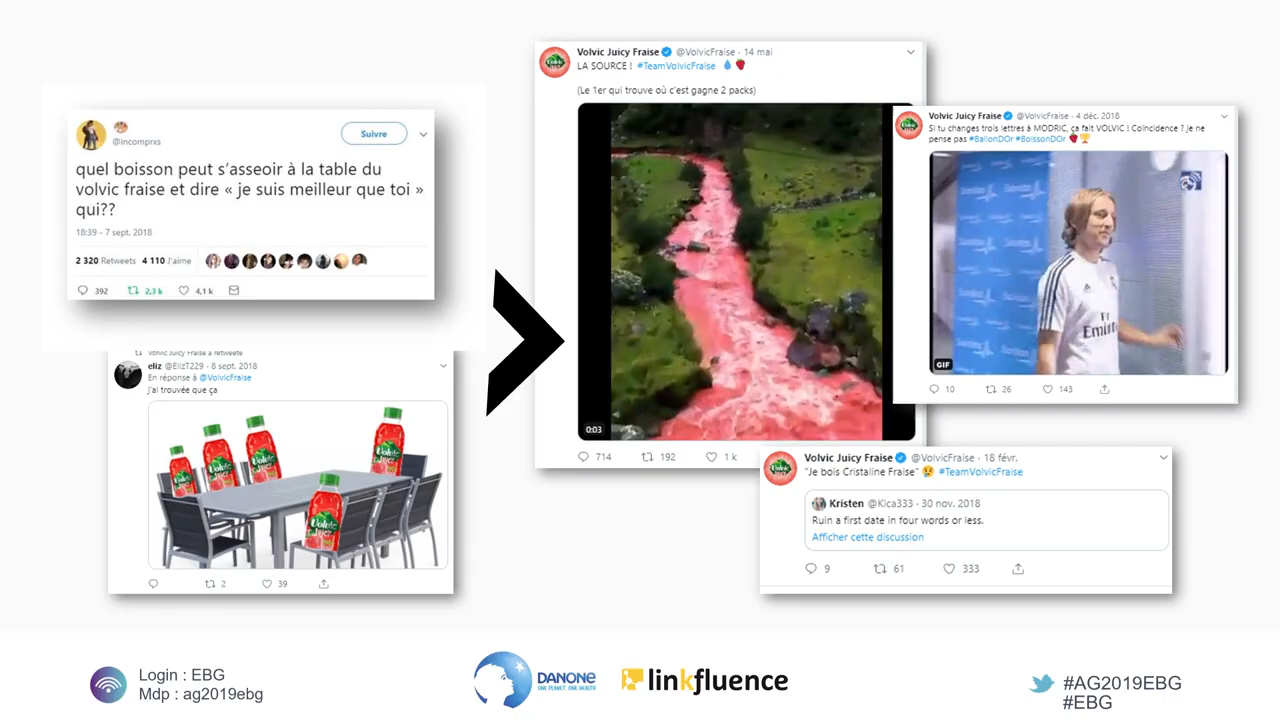 @incomprxs
Suivre
quel boisson peut s'asseoir à la table du
volvic fraise et dire « je suis meilleur que toi »
qui??
18:39 - 7 sept. 2018
2 320 Retweets 4 110 J'aime
392 2,3 k 4,1 k
Volvic Juicy Fraise a retweeté
eliz @ElizT229 · 8 sept. 2018
En réponse à @VolvicFraise
j'ai trouvée que ça
Volvic
Juicy
2 39
Volvic Juicy Fraise @VolvicFraise · 14 mai
LA SOURCE ! #TeamVolvicFraise
(Le 1er qui trouve où c'est gagne 2 packs)
0:03
714 192 1 k
Volvic Juicy Fraise @VolvicFraise · 4 déc. 2018
Si tu changes trois lettres à MODRIC, ça fait VOLVIC ! Coïncidence ? Je ne
pense pas #BallonDOr #BoissonDOr
GIF
10 26 143
Volvic Juicy Fraise @VolvicFraise · 18 févr.
"Je bois Cristaline Fraise" #TeamVolvicFraise
Kristen @Kica333 · 30 nov. 2018
Ruin a first date in four words or less.
Afficher cette discussion
9 61 333
Login : EBG
Mdp : ag2019ebg
DANONE
ONE PLANET. ONE HEALTH
linkfluence
#AG2019EBG
#EBG